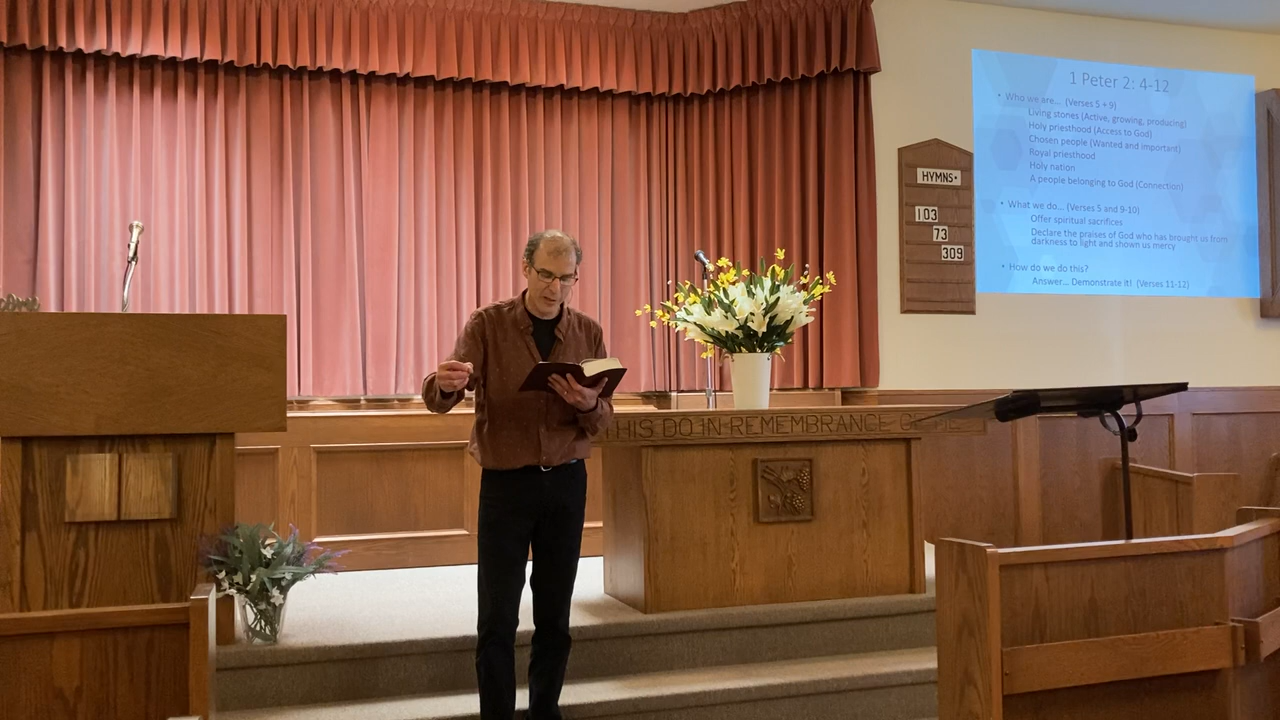 1 Peter 2: 4-12
• Who we are... (Verses 5 + 9)
Living stones (Active, growing, producing)
Holy priesthood (Access to God)
Chosen people (Wanted and important)
Royal priesthood
Holy nation
A people belonging to God (Connection)
• What we do... (Verses 5 and 9-10)
Offer spiritual sacrifices
Declare the praises of God who has brought us from
darkness to light and shown us mercy
• How do we do this?
Answer... Demonstrate it! (Verses 11-12)
HYMNS•
103
73
309
THIS DO IN REMEMBRANCE OF ME